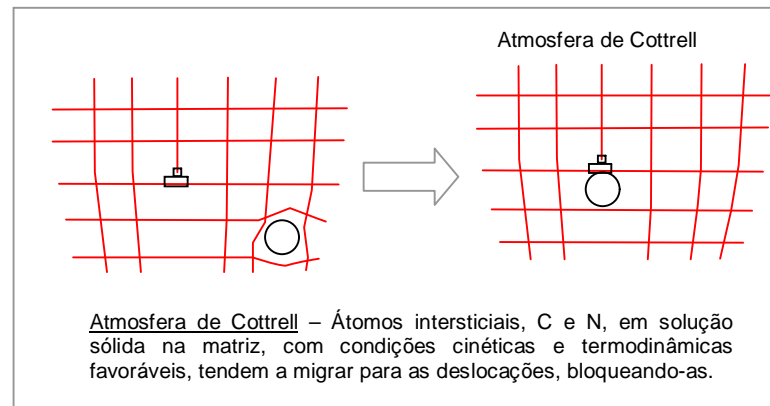 Atmosfera de Cottrell
Atmosfera de Cottrell – Átomos intersticiais, C e N, em solução
sólida na matriz, com condições cinéticas e termodinâmicas
favoráveis, tendem a migrar para as deslocações, bloqueando-as.